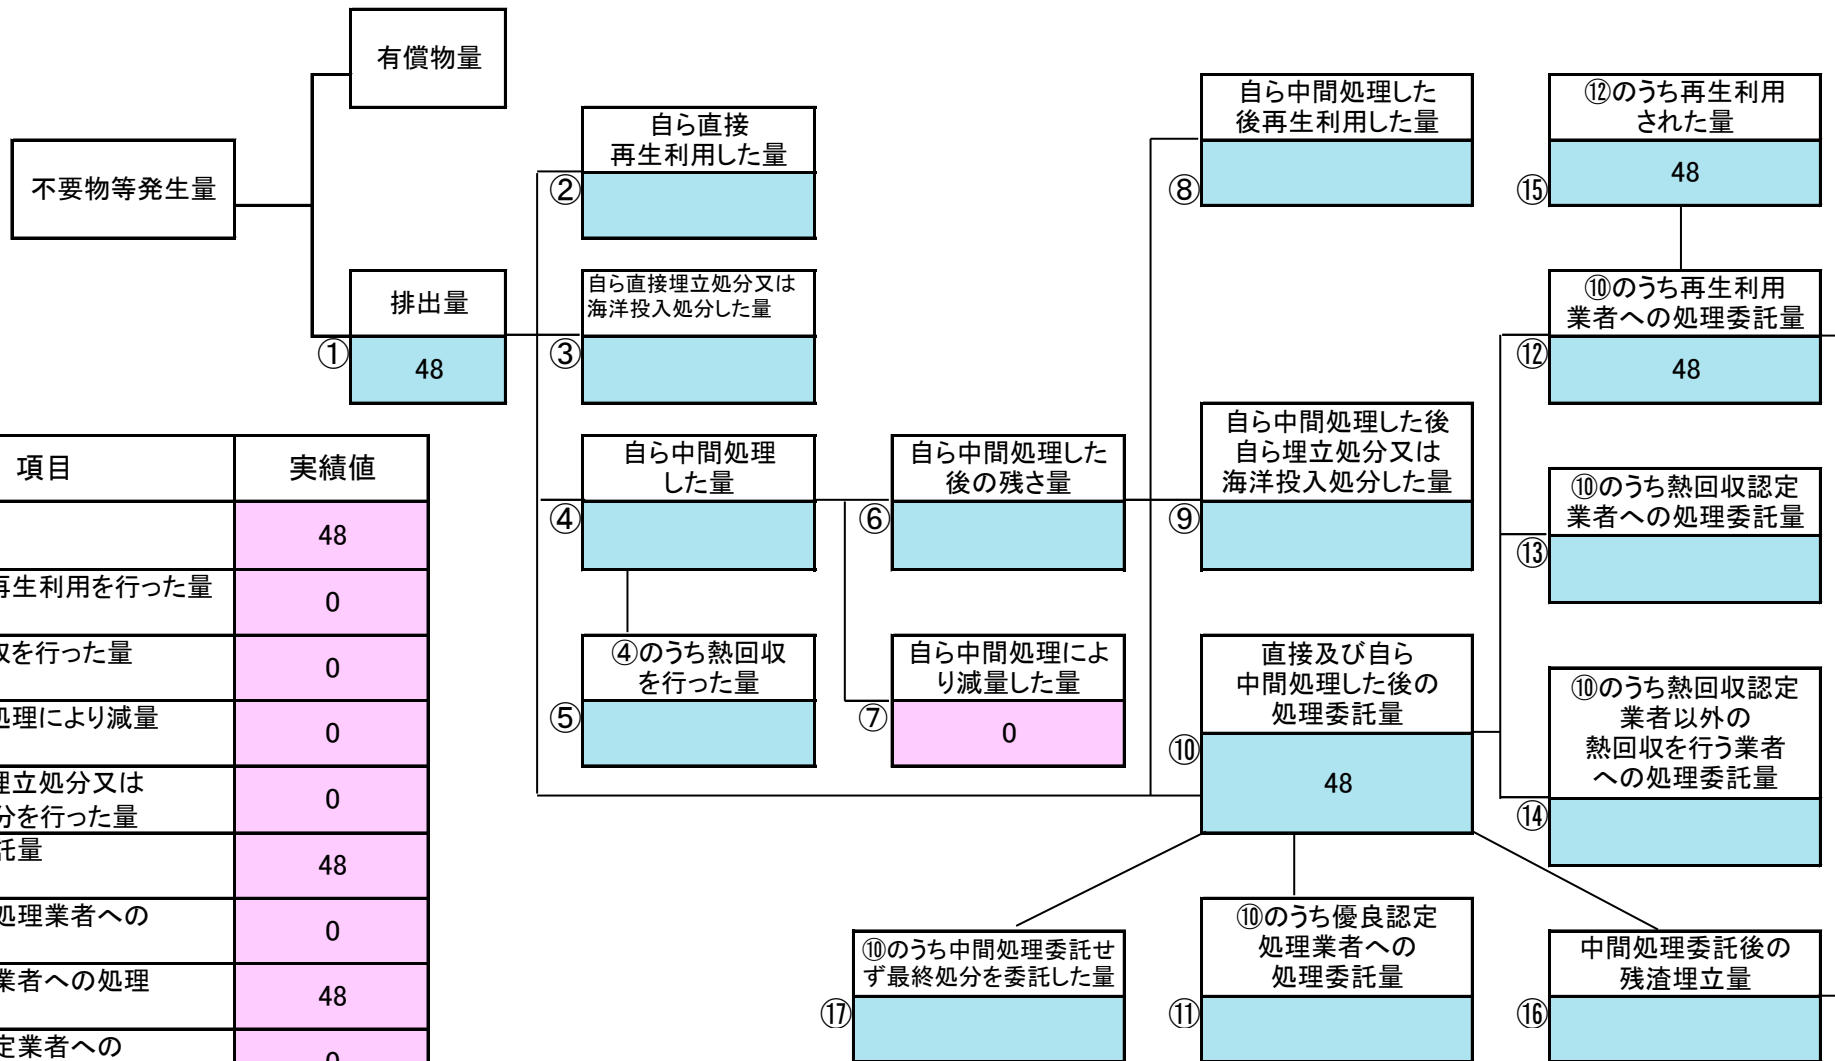 有償物量
不要物等発生量
排出量
①
48
自ら直接
再生利用した量
②
自ら直接埋立処分又は
海洋投入処分した量
③
自ら中間処理
した量
④
④のうち熱回収
を行った量
⑤
自ら中間処理した
後の残さ量
⑥
自ら中間処理によ
り減量した量
⑦
0
自ら中間処理した
後再生利用した量
⑧
自ら中間処理した後
自ら埋立処分又は
海洋投入処分した量
⑨
直接及び自ら
中間処理した後の
処理委託量
⑩
48
⑫のうち再生利用
された量
⑮
48
⑩のうち再生利用
業者への処理委託量
⑫
48
⑩のうち熱回収認定
業者への処理委託量
⑬
⑩のうち熱回収認定
業者以外の
熱回収を行う業者
への処理委託量
⑭
⑩のうち中間処理委託せ
ず最終処分を委託した量
⑰
⑩のうち優良認定
処理業者への
処理委託量
⑪
中間処理委託後の
残渣埋立量
⑯
項目
実績値
48
再生利用を行った量
0
を行った量
0
処理により減量
0
埋立処分又は
を行った量
0
託量
48
処理業者への
0
業者への処理
48
定業者への
0